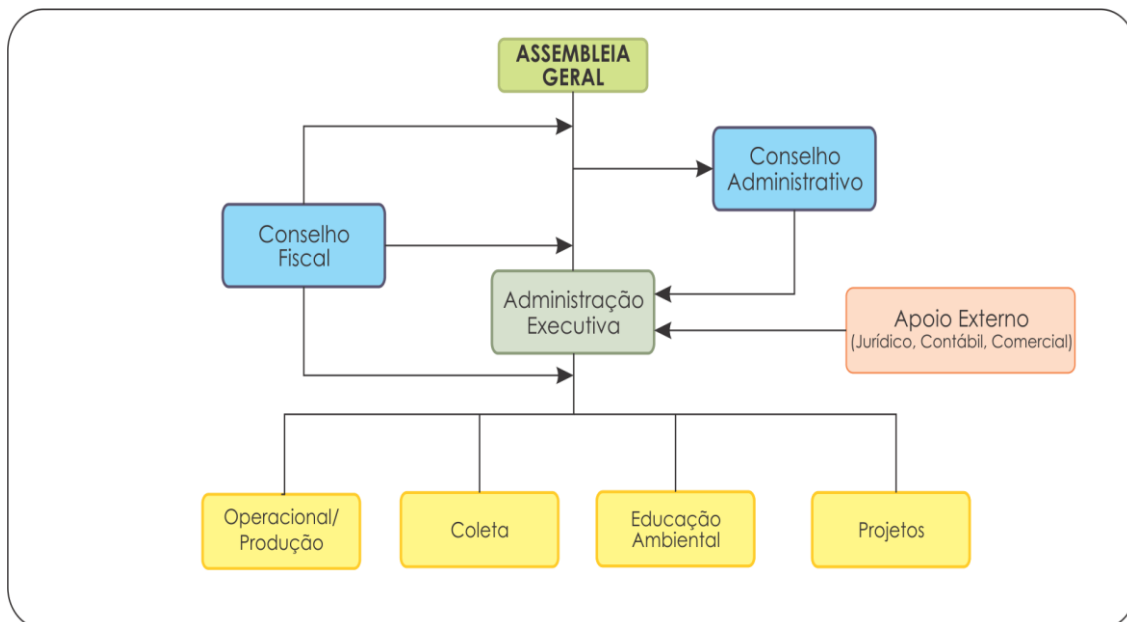 ASSEMBLEIA
GERAL
Conselho
Administrativo
Conselho
Fiscal
Administração
Executiva
Apoio Externo
(Jurídico, Contábil, Comercial)
Operacional/
Produção
Coleta
Educação
Ambiental
Projetos